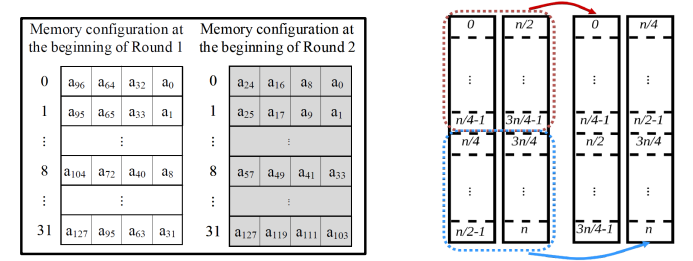 Memory configuration at
the beginning of Round 1
Memory configuration at
the beginning of Round 2
0 a96 a64 a32 a0
1 a95 a65 a33 a1
⋮ ⋮
8 a104 a72 a40 a8
⋮ ⋮
31 a127 a95 a63 a31
0 a24 a16 a8 a0
1 a25 a17 a9 a1
⋮ ⋮
8 a57 a49 a41 a33
⋮ ⋮
31 a127 a119 a111 a103
0 n/2
⋮ ⋮
n/4-1 3n/4-1
n/4 3n/4
⋮ ⋮
n/2-1 n
0 n/4
⋮ ⋮
n/4-1 n/2-1
n/2 3n/4
⋮ ⋮
3n/4-1 n